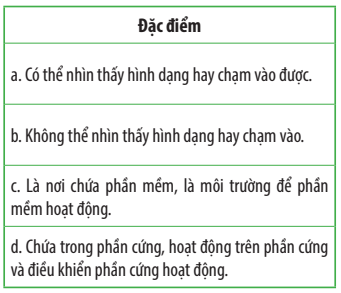 Đặc điểm
a. Có thể nhìn thấy hình dạng hay chạm vào được.
b. Không thể nhìn thấy hình dạng hay chạm vào.
c. Là nơi chứa phần mềm, là môi trường để phần
mềm hoạt động.
d. Chứa trong phần cứng, hoạt động trên phần cứng
và điều khiển phần cứng hoạt động.